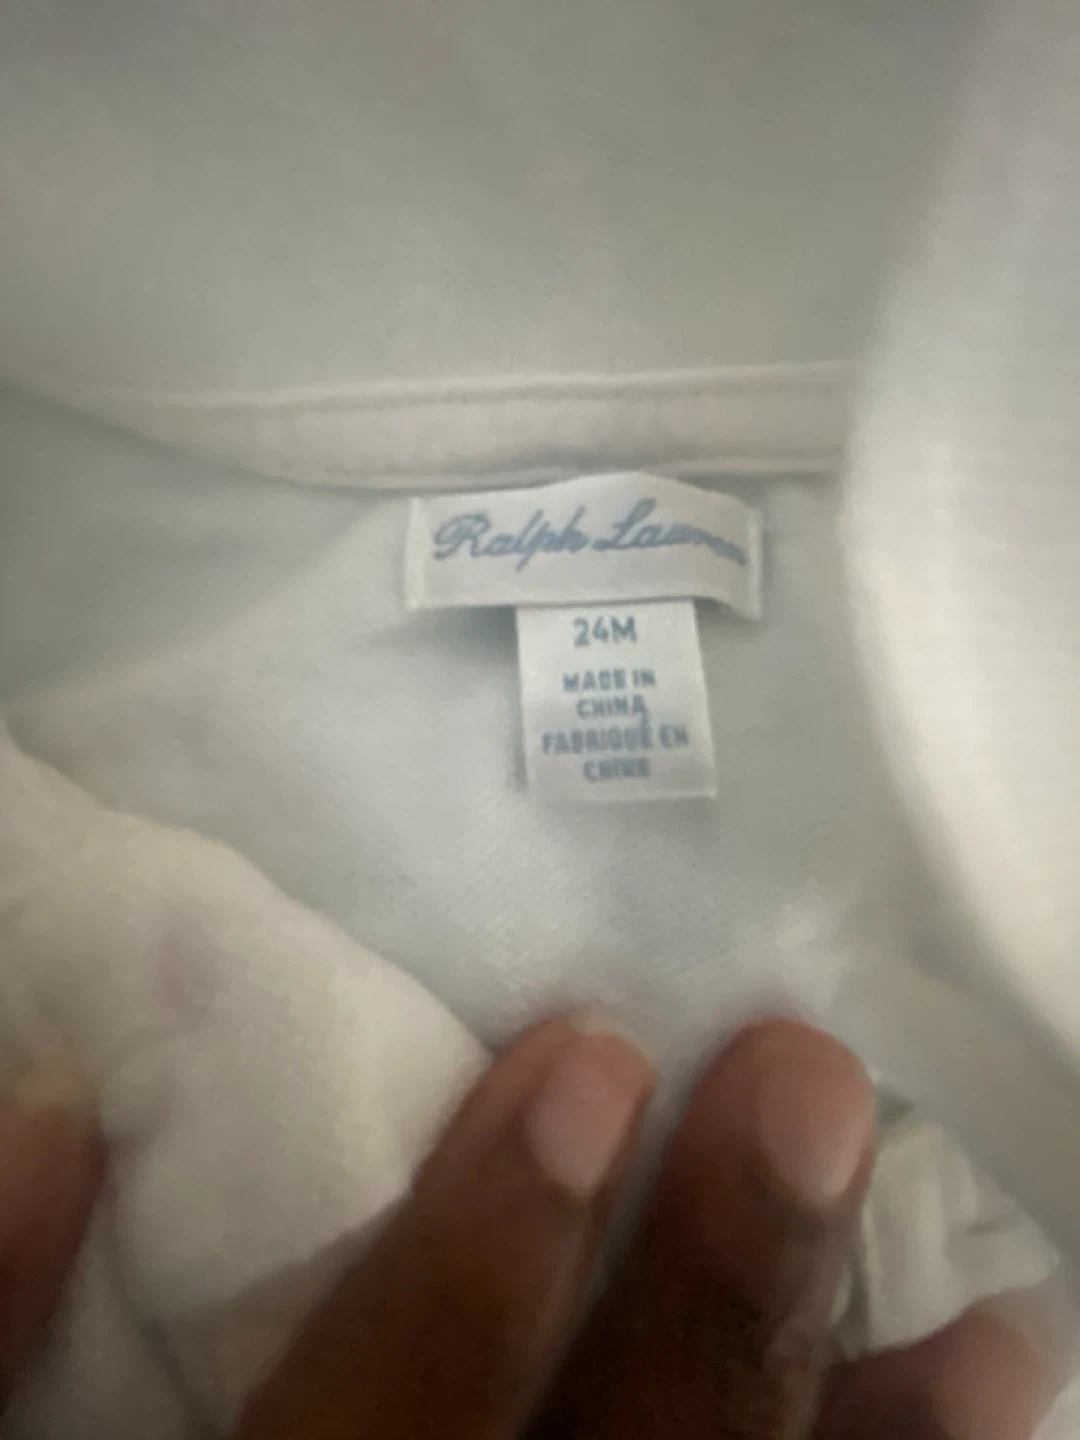 Ralph Lauren
24M
MADE IN
CHINA
FABRIQUÉ EN
CHINE